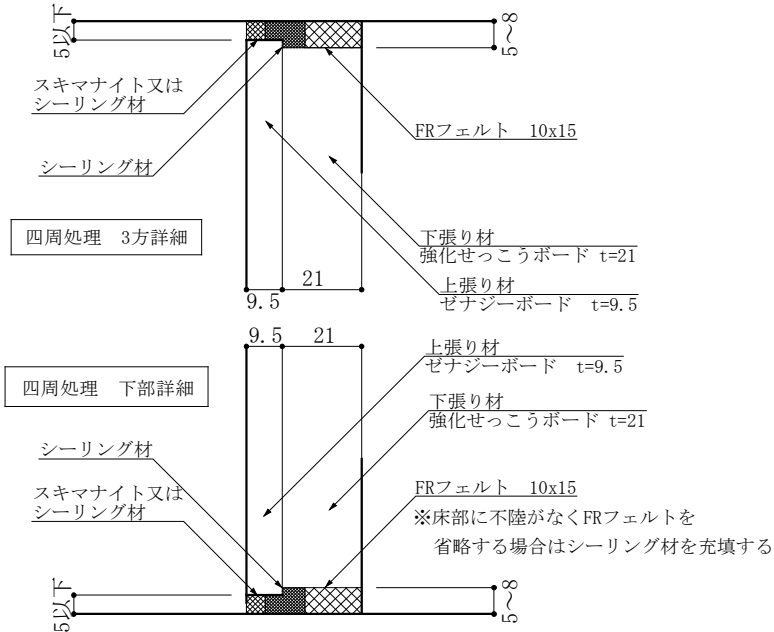 5以下
5～8
スキマナイト又は
シーリング材
FRフェルト　10x15
シーリング材
四周処理　3方詳細
下張り材
強化せっこうボード t=21
上張り材
ゼナジーボード　t=9.5
9.5
21
9.5
21
上張り材
ゼナジーボード　t=9.5
四周処理　下部詳細
下張り材
強化せっこうボード t=21
シーリング材
スキマナイト又は
シーリング材
FRフェルト　10x15
※床部に不陸がなくFRフェルトを
省略する場合はシーリング材を充填する
5以下
5～8